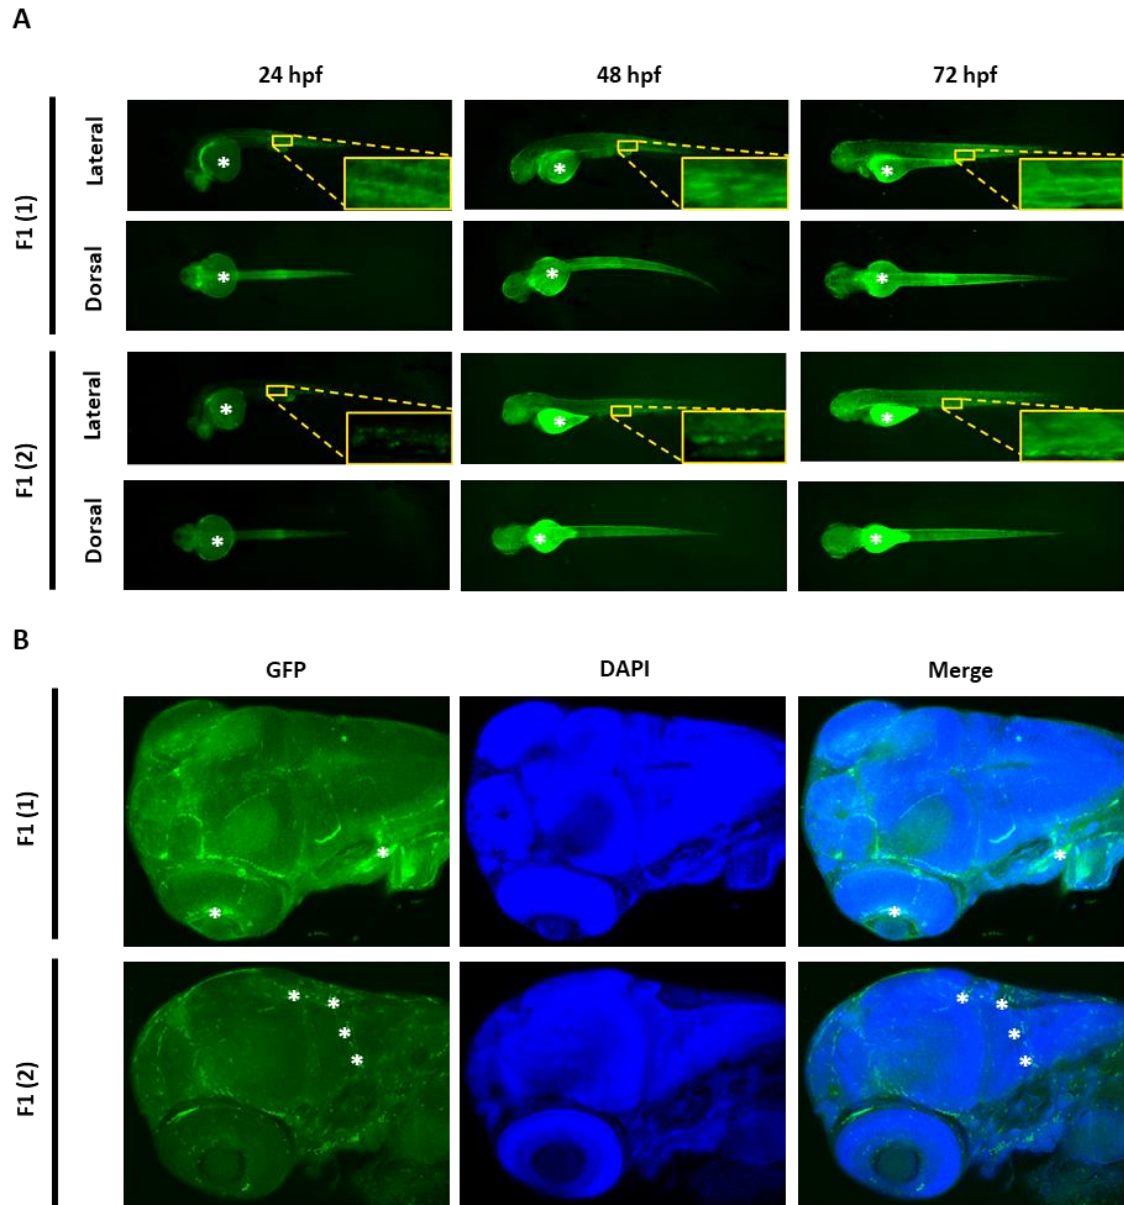 A
24 hpf
48 hpf
72 hpf
F1 (1)
Lateral
*
*
*
Dorsal
*
*
*
F1 (2)
Lateral
*
*
*
Dorsal
*
*
*
B
GFP
DAPI
Merge
F1 (1)
*
*
*
*
F1 (2)
* * * *
* * * *